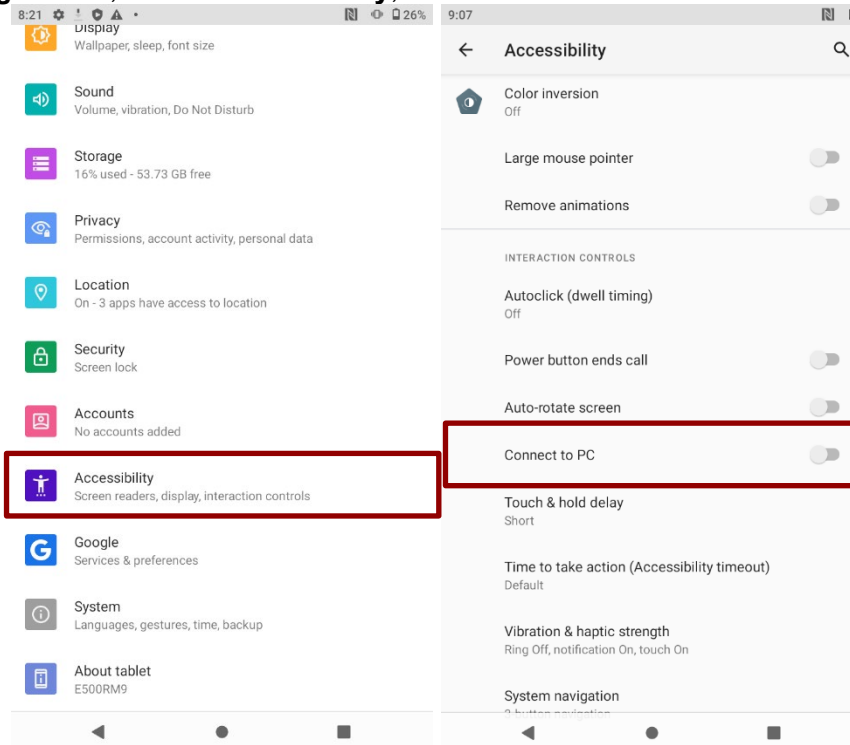 8:21
26%
Display
Wallpaper, sleep, font size
Sound
Volume, vibration, Do Not Disturb
Storage
16% used - 53.73 GB free
Privacy
Permissions, account activity, personal data
Location
On - 3 apps have access to location
Security
Screen lock
Accounts
No accounts added
Accessibility
Screen readers, display, interaction controls
Google
Services & preferences
System
Languages, gestures, time, backup
About tablet
E500RM9
9:07
Accessibility
Color inversion
Off
Large mouse pointer
Remove animations
INTERACTION CONTROLS
Autoclick (dwell timing)
Off
Power button ends call
Auto-rotate screen
Connect to PC
Touch & hold delay
Short
Time to take action (Accessibility timeout)
Default
Vibration & haptic strength
Ring Off, notification On, touch On
System navigation